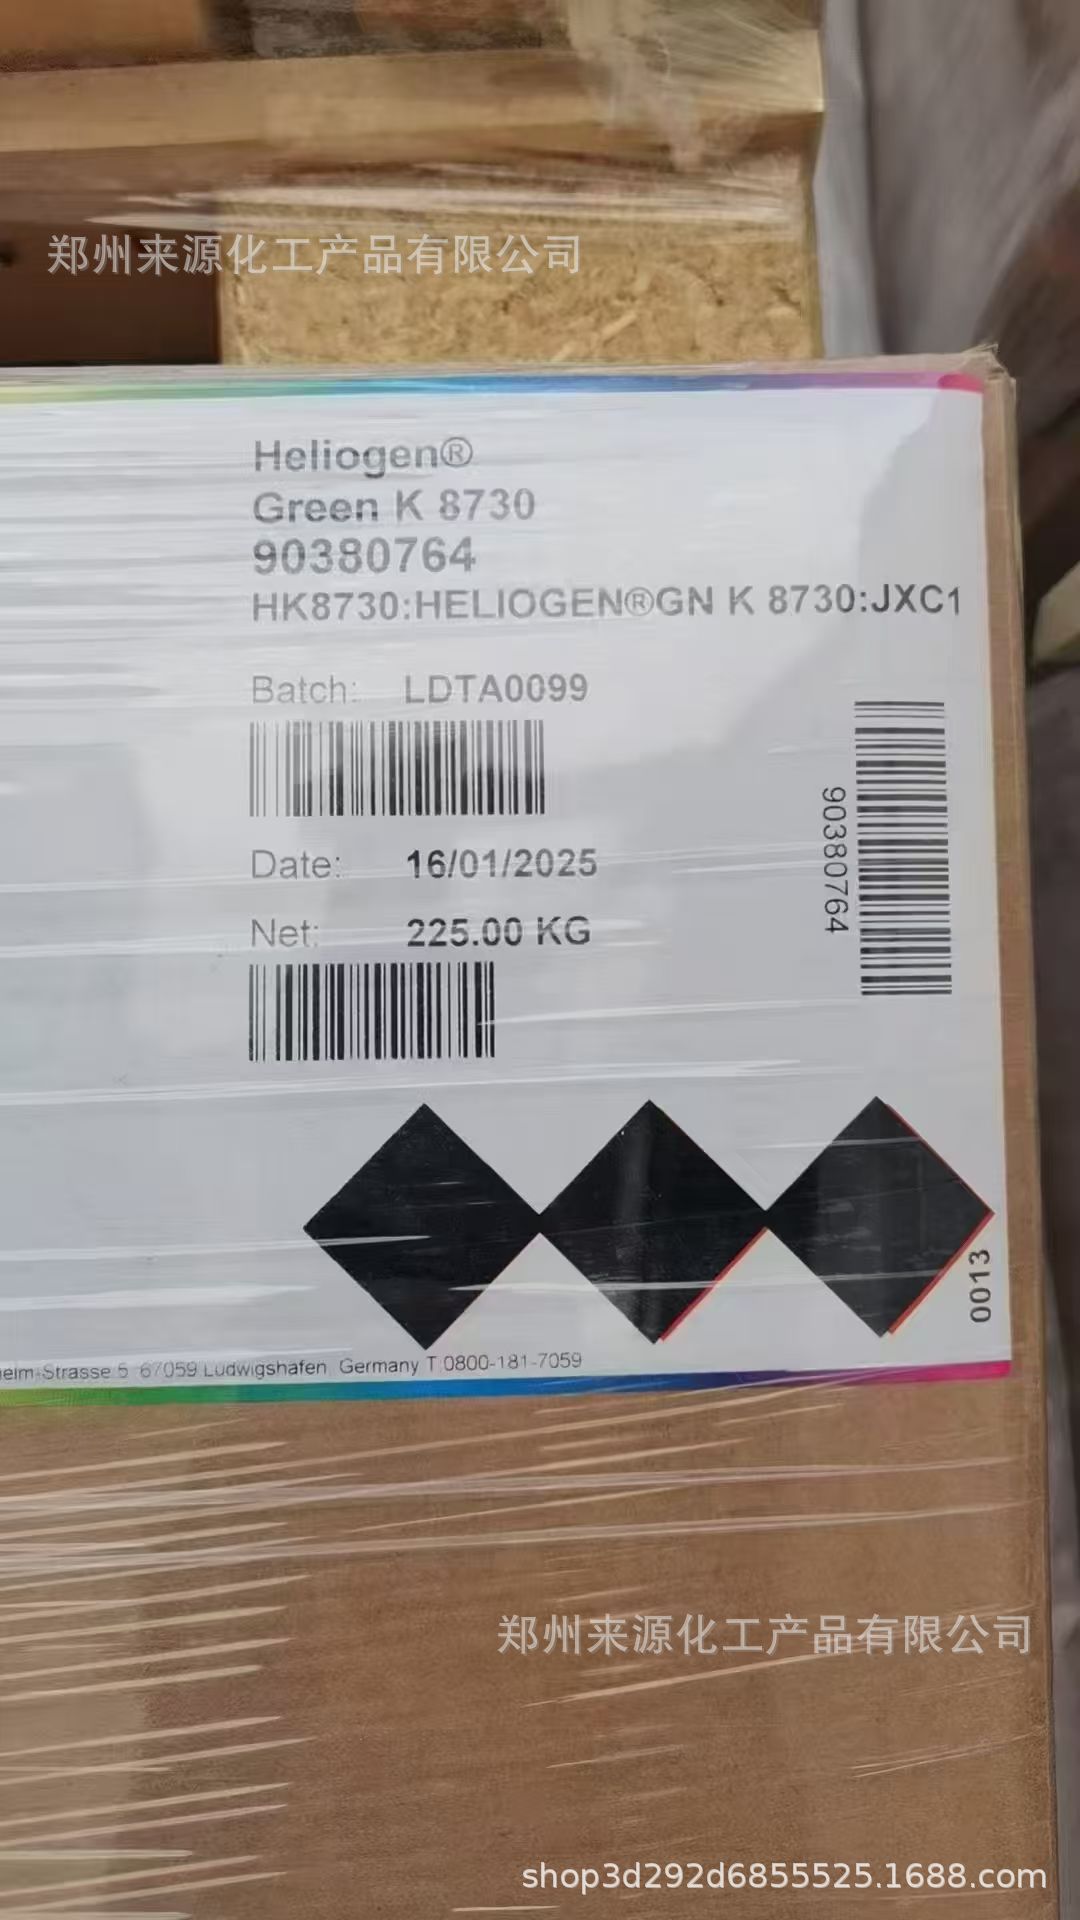 郑州来源化工产品有限公司
Heliogen®
Green K 8730
90380764
HK8730:HELIOGEN®GN K 8730:JXC1
Batch: LDTA0099
90380764
Date: 16/01/2025
Net: 225.00 KG
0013
-Strasse 5 67059 Ludwigshafen, Germany T:0800-181-7059
郑州来源化工产品有限公司
shop3d292d6855525.1688.com